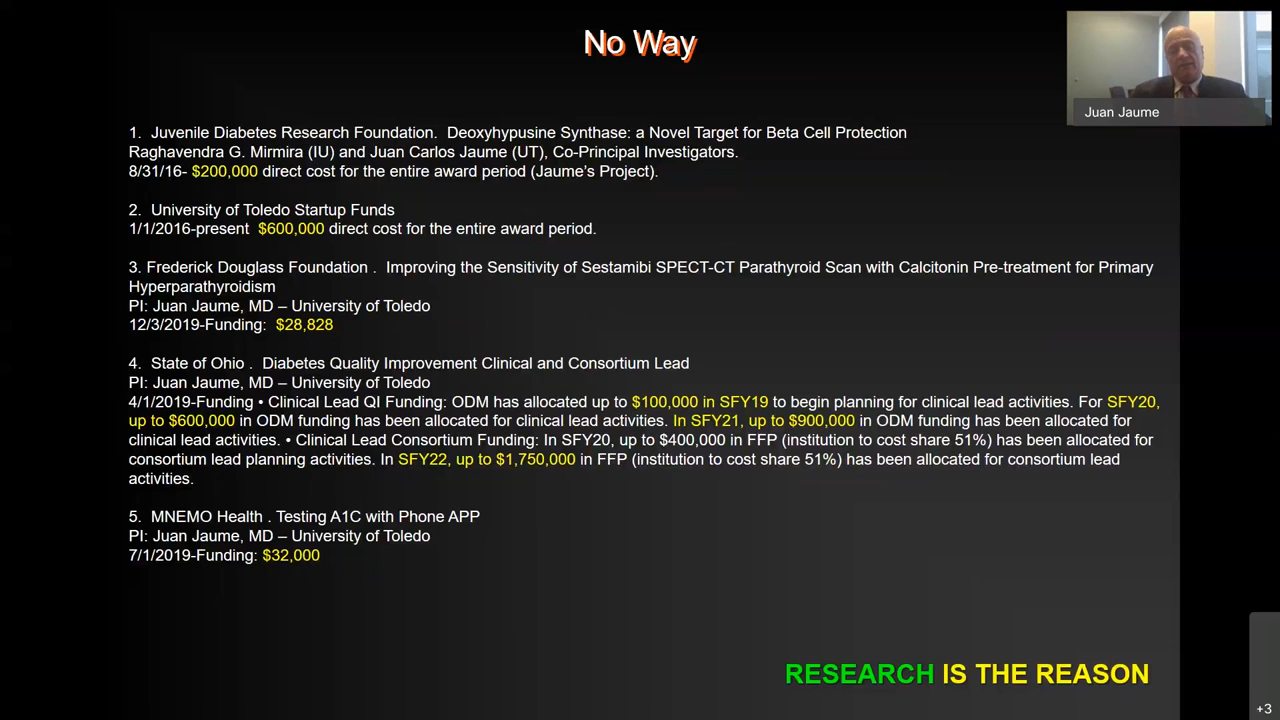 No Way
Juan Jaume
1. Juvenile Diabetes Research Foundation. Deoxyhypusine Synthase: a Novel Target for Beta Cell Protection
Raghavendra G. Mirmira (IU) and Juan Carlos Jaume (UT), Co-Principal Investigators.
8/31/16- $200,000 direct cost for the entire award period (Jaume's Project).
2. University of Toledo Startup Funds
1/1/2016-present $600,000 direct cost for the entire award period.
3. Frederick Douglass Foundation . Improving the Sensitivity of Sestamibi SPECT-CT Parathyroid Scan with Calcitonin Pre-treatment for Primary
Hyperparathyroidism
PI: Juan Jaume, MD – University of Toledo
12/3/2019-Funding: $28,828
4. State of Ohio . Diabetes Quality Improvement Clinical and Consortium Lead
PI: Juan Jaume, MD – University of Toledo
4/1/2019-Funding • Clinical Lead QI Funding: ODM has allocated up to $100,000 in SFY19 to begin planning for clinical lead activities. For SFY20,
up to $600,000 in ODM funding has been allocated for clinical lead activities. In SFY21, up to $900,000 in ODM funding has been allocated for
clinical lead activities. • Clinical Lead Consortium Funding: In SFY20, up to $400,000 in FFP (institution to cost share 51%) has been allocated for
consortium lead planning activities. In SFY22, up to $1,750,000 in FFP (institution to cost share 51%) has been allocated for consortium lead
activities.
5. MNEMO Health . Testing A1C with Phone APP
PI: Juan Jaume, MD – University of Toledo
7/1/2019-Funding: $32,000
RESEARCH IS THE REASON
+3